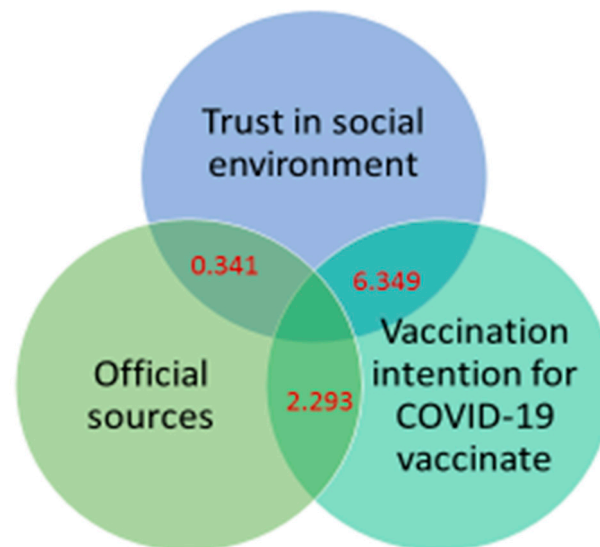 Trust in social
environment
0.341
6.349
Official
sources
2.293
Vaccination
intention for
COVID-19
vaccinate